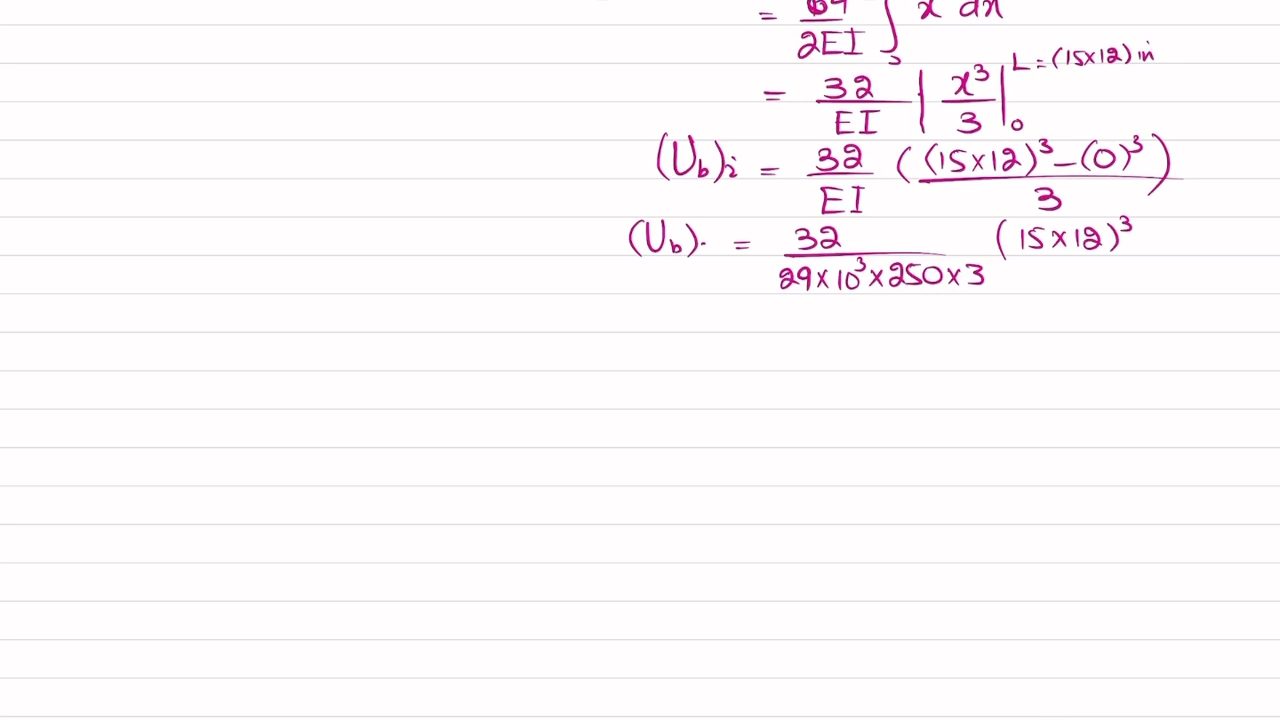 = 64/2EI ∫ x dx
= 32/EI | x³/3 |₀ L = (15×12) in
(U_b)_i = 32/EI ((15×12)³ – (0)³)/3
(U_b). = 32/(29×10³×250×3) (15×12)³